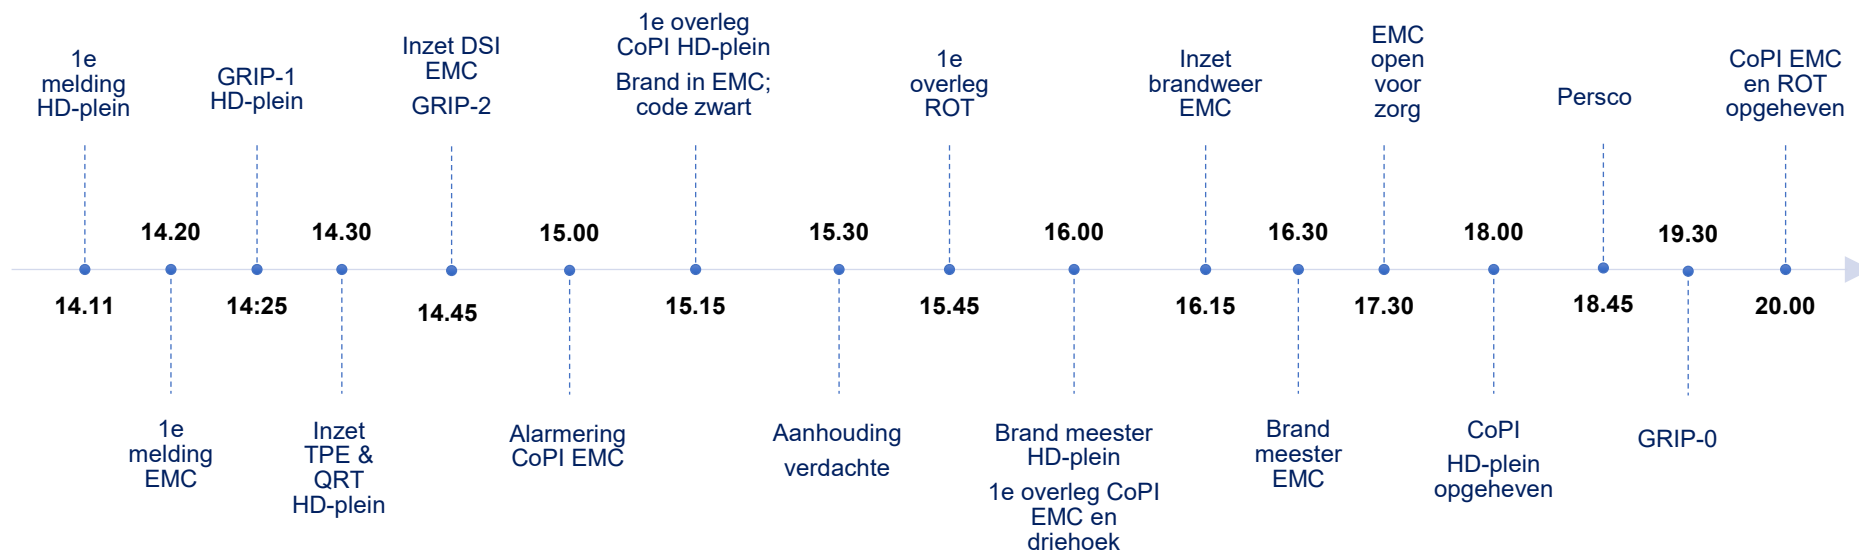 1e
melding
HD-plein
GRIP-1
HD-plein
Inzet DSI
EMC
GRIP-2
1e overleg
CoPI HD-plein
Brand in EMC;
code zwart
1e
overleg
ROT
Inzet
brandweer
EMC
EMC
open
voor
zorg
Persco
CoPI EMC
en ROT
opgeheven
14.20
14.30
15.00
15.30
16.00
16.30
18.00
19.30
14.11
14:25
14.45
15.15
15.45
16.15
17.30
18.45
20.00
1e
melding
EMC
Inzet
TPE &
QRT
HD-plein
Alarmering
CoPI EMC
Aanhouding
verdachte
Brand meester
HD-plein
1e overleg CoPI
EMC en
driehoek
Brand
meester
EMC
CoPI
HD-plein
opgeheven
GRIP-0